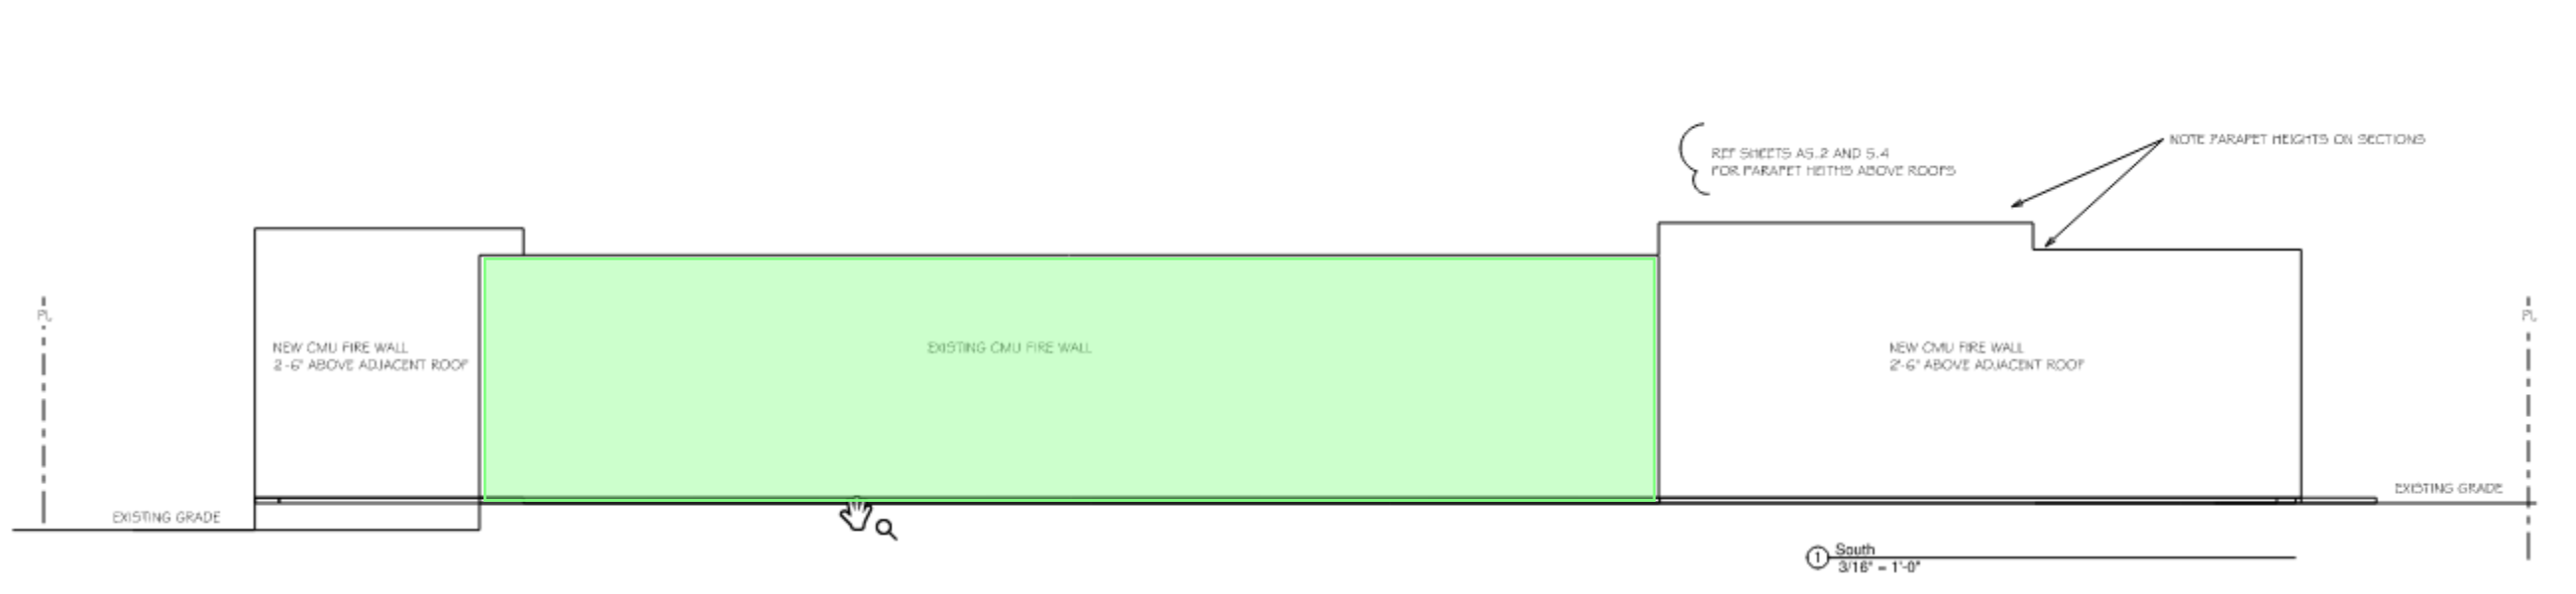 NOTE PARAPET HEIGHTS ON SECTIONS
REF SHEETS A5.2 AND 5.4
FOR PARAPET HEITHS ABOVE ROOFS
PL
PL
NEW CMU FIRE WALL
2'-6" ABOVE ADJACENT ROOF
EXISTING CMU FIRE WALL
NEW CMU FIRE WALL
2'-6" ABOVE ADJACENT ROOF
EXISTING GRADE
EXISTING GRADE
1
South
3/16" = 1'-0"